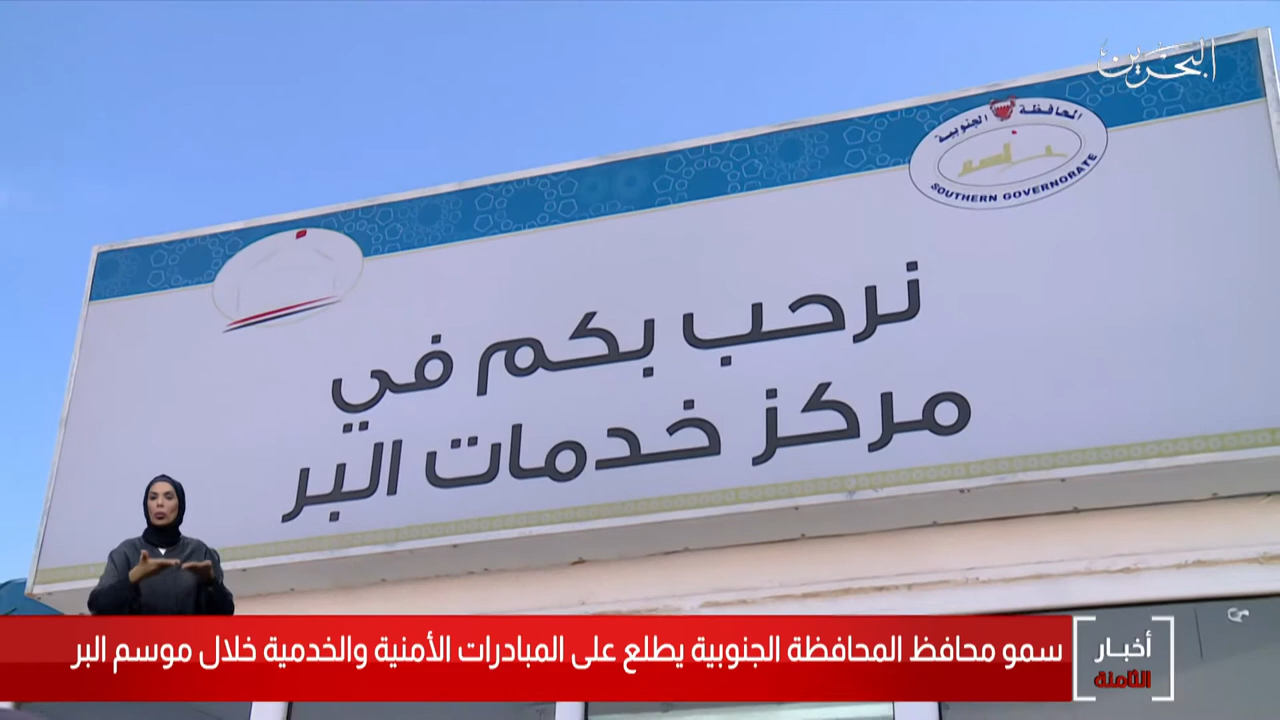 البحرين
المحافظة الجنوبية
SOUTHERN GOVERNORATE
نرحب بكم في
مركز خدمات البر
أخبار
الثامنة
سمو محافظ المحافظة الجنوبية يطلع على المبادرات الأمنية والخدمية خلال موسم البر